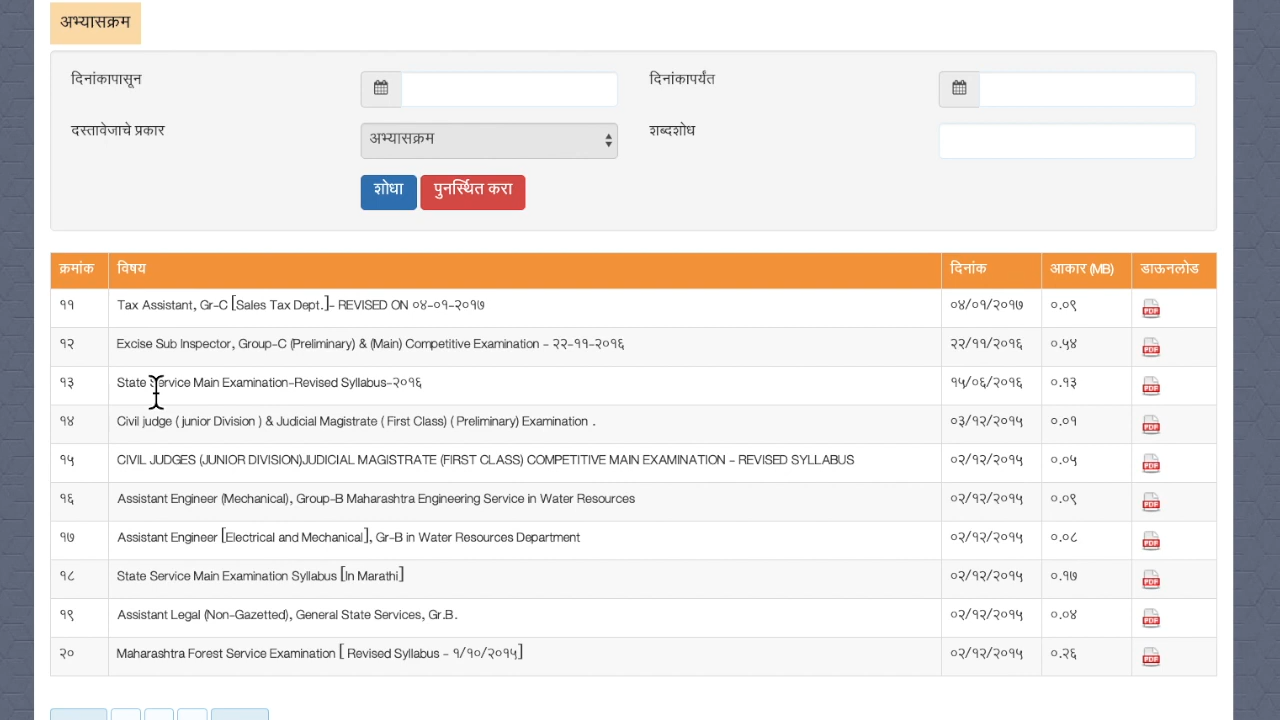 अभ्यासक्रम
दिनांकापासून दिनांकापर्यंत
दस्तावेजाचे प्रकार अभ्यासक्रम शब्दशोध
शोधा पुनर्स्थित करा
क्रमांक विषय दिनांक आकार (MB) डाऊनलोड
११ Tax Assistant, Gr-C [Sales Tax Dept.]- REVISED ON ०४-०१-२०१७ ०४/०१/२०१७ ०.०९ PDF
१२ Excise Sub Inspector, Group-C (Preliminary) & (Main) Competitive Examination - २२-११-२०१६ २२/११/२०१६ ०.५४ PDF
१३ State Service Main Examination-Revised Syllabus-२०१६ १५/०६/२०१६ ०.१३ PDF
१४ Civil judge ( junior Division ) & Judicial Magistrate ( First Class) ( Preliminary) Examination . ०३/१२/२०१५ ०.०१ PDF
१५ CIVIL JUDGES (JUNIOR DIVISION)JUDICIAL MAGISTRATE (FIRST CLASS) COMPETITIVE MAIN EXAMINATION - REVISED SYLLABUS ०२/१२/२०१५ ०.०५ PDF
१६ Assistant Engineer (Mechanical), Group-B Maharashtra Engineering Service in Water Resources ०२/१२/२०१५ ०.०९ PDF
१७ Assistant Engineer [Electrical and Mechanical], Gr-B in Water Resources Department ०२/१२/२०१५ ०.०८ PDF
१८ State Service Main Examination Syllabus [In Marathi] ०२/१२/२०१५ ०.१७ PDF
१९ Assistant Legal (Non-Gazetted), General State Services, Gr.B. ०२/१२/२०१५ ०.०४ PDF
२० Maharashtra Forest Service Examination [ Revised Syllabus - १/१०/२०१५] ०२/१२/२०१५ ०.२६ PDF